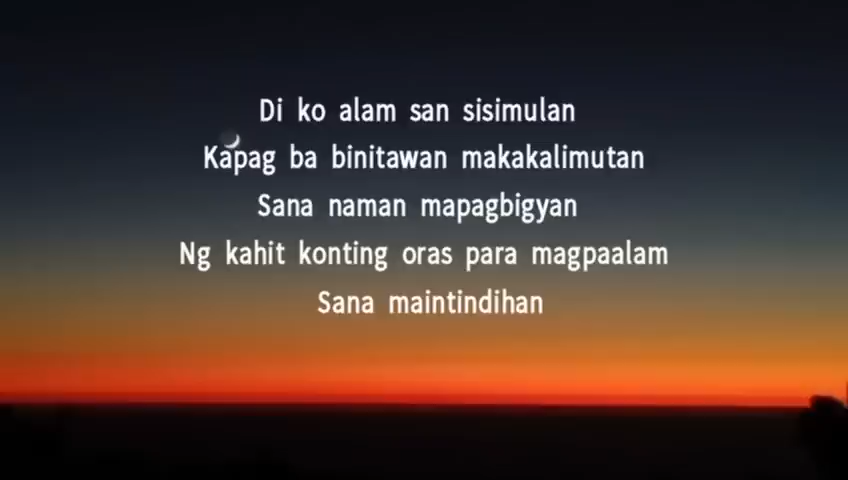 Di ko alam san sisimulan
Kapag ba binitawan makakalimutan
Sana naman mapagbigyan
Ng kahit konting oras para magpaalam
Sana maintindihan